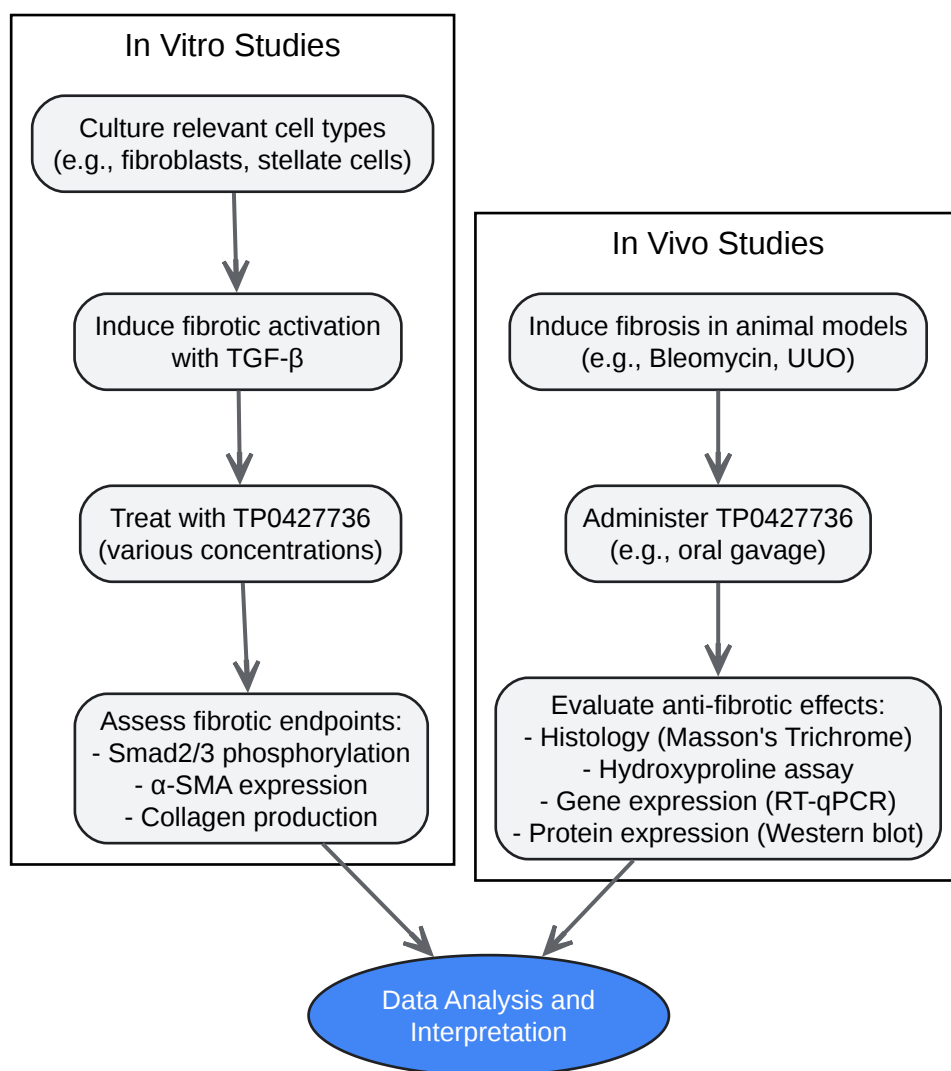 In Vitro Studies
Culture relevant cell types
(e.g., fibroblasts, stellate cells)
Induce fibrotic activation
with TGF-β
Treat with TP0427736
(various concentrations)
Assess fibrotic endpoints:
- Smad2/3 phosphorylation
- α-SMA expression
- Collagen production
In Vivo Studies
Induce fibrosis in animal models
(e.g., Bleomycin, UUO)
Administer TP0427736
(e.g., oral gavage)
Evaluate anti-fibrotic effects:
- Histology (Masson's Trichrome)
- Hydroxyproline assay
- Gene expression (RT-qPCR)
- Protein expression (Western blot)
Data Analysis and
Interpretation